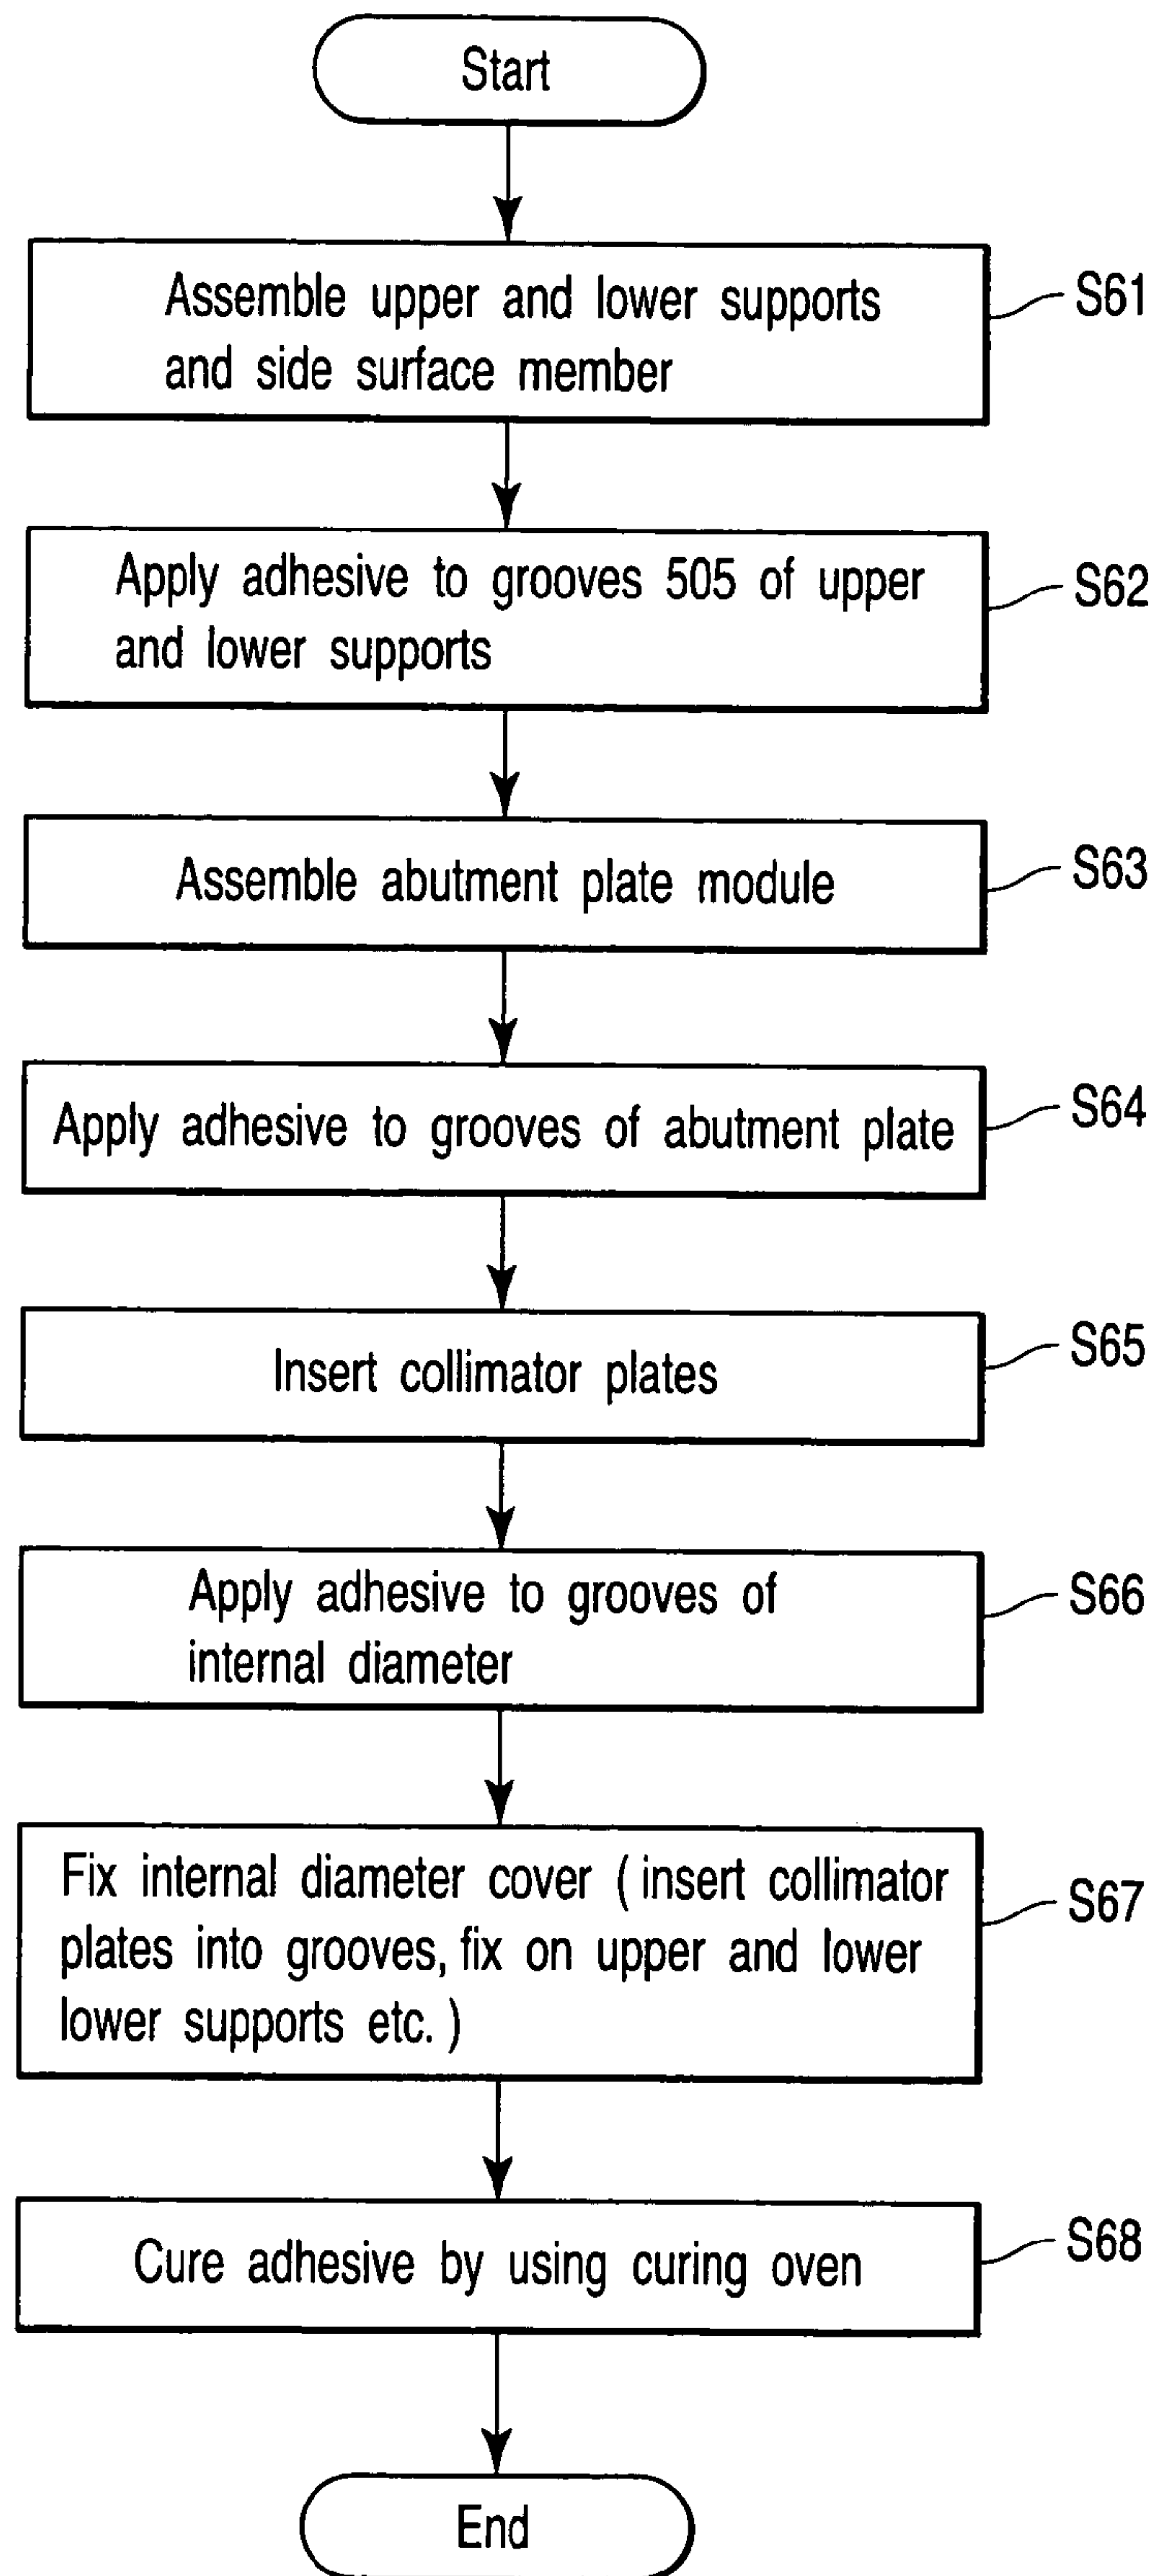 Start
Assemble upper and lower supports
and side surface member
S61
Apply adhesive to grooves 505 of upper
and lower supports
S62
Assemble abutment plate module
S63
Apply adhesive to grooves of abutment plate
S64
Insert collimator plates
S65
Apply adhesive to grooves of
internal diameter
S66
Fix internal diameter cover ( insert collimator
plates into grooves, fix on upper and lower
lower supports etc. )
S67
Cure adhesive by using curing oven
S68
End